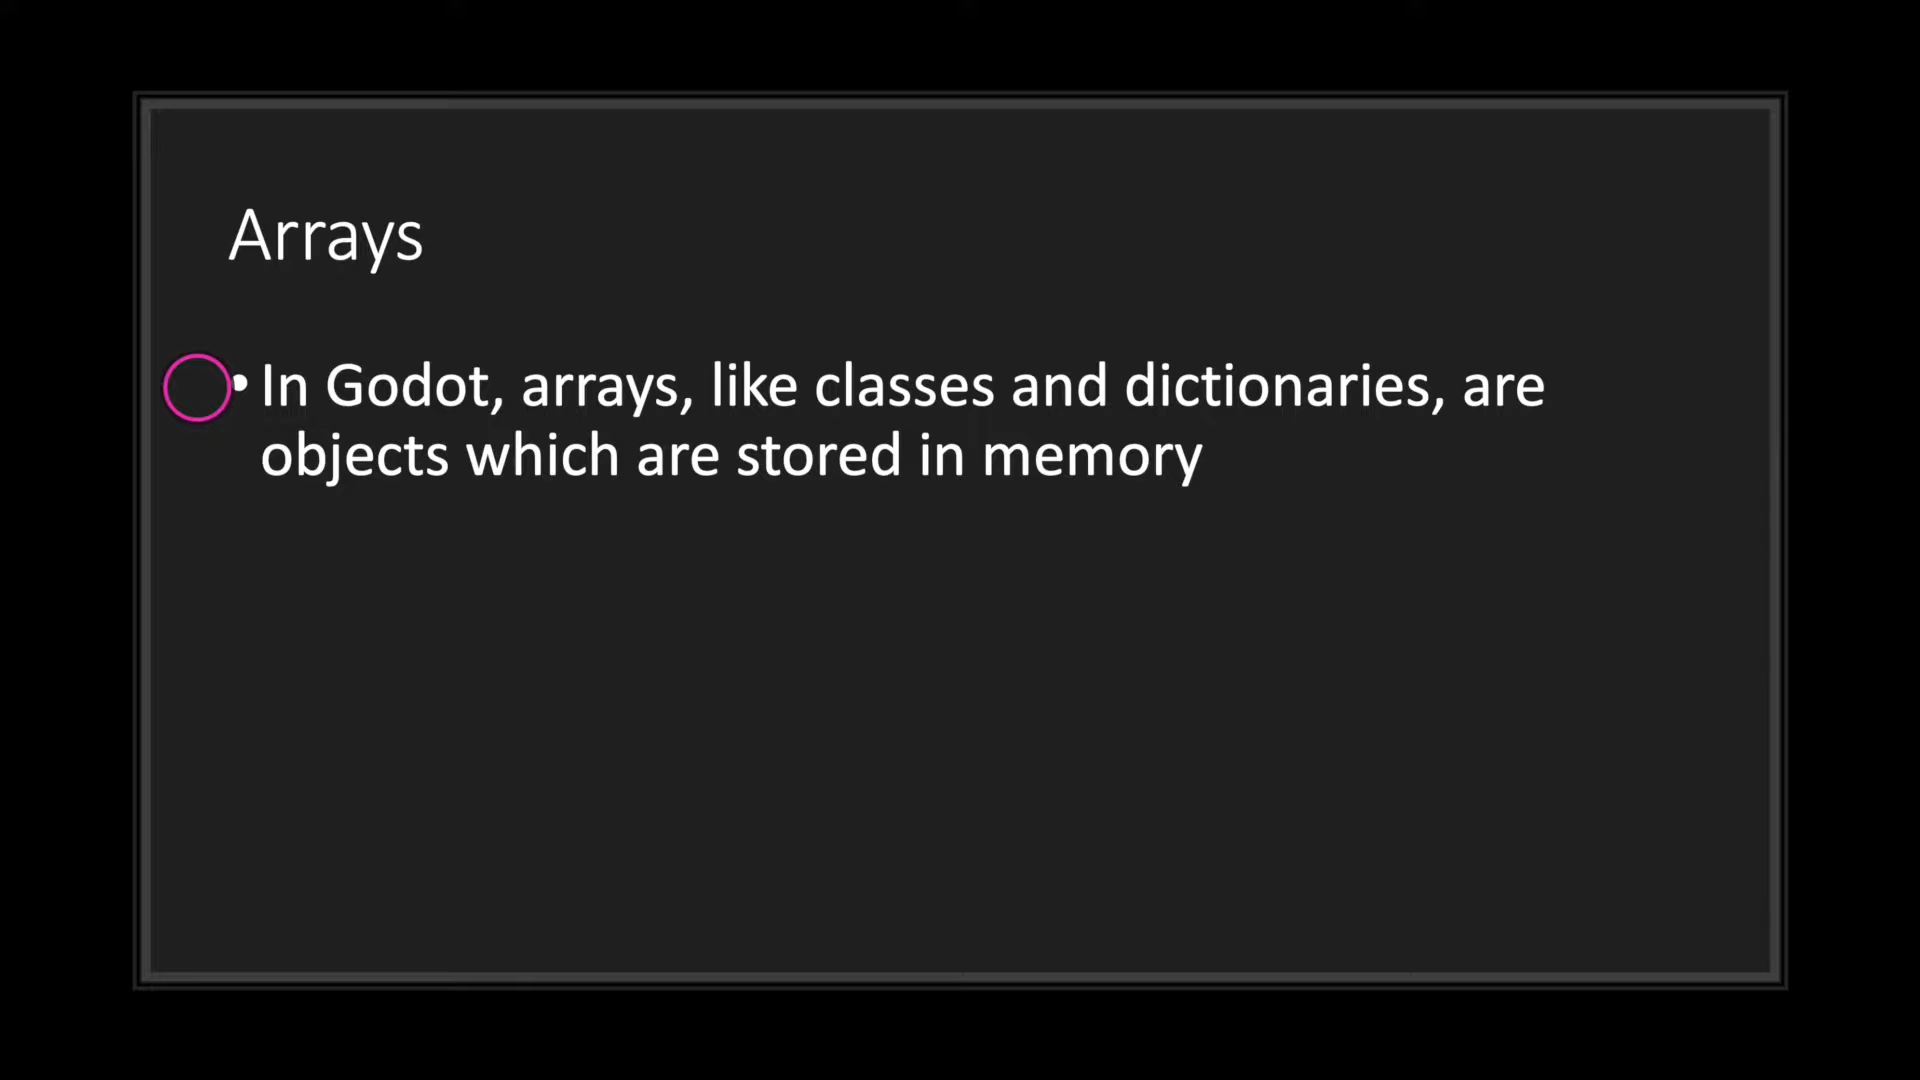 Arrays
• In Godot, arrays, like classes and dictionaries, are
objects which are stored in memory